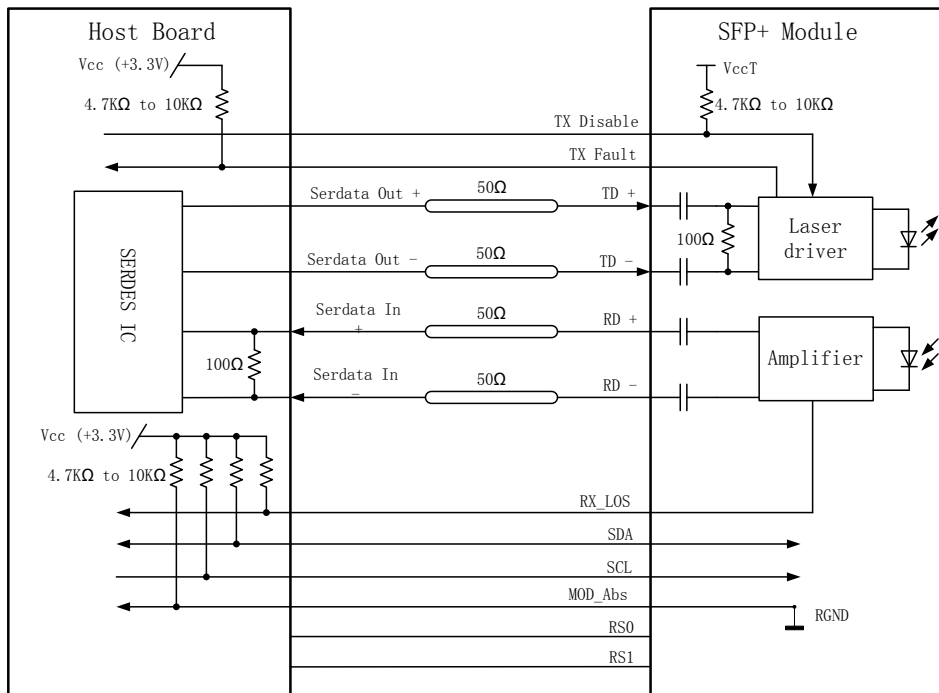 Host Board
SFP+ Module
Vcc (+3.3V)
VccT
4.7KΩ to 10KΩ
4.7KΩ to 10KΩ
TX Disable
TX Fault
Serdata Out +
50Ω
TD +
SERDES IC
100Ω
Laser
driver
Serdata Out -
50Ω
TD -
Serdata In
+
50Ω
RD +
100Ω
Amplifier
Serdata In
-
50Ω
RD -
Vcc (+3.3V)
4.7KΩ to 10KΩ
RX_LOS
SDA
SCL
MOD_Abs
RGND
RS0
RS1